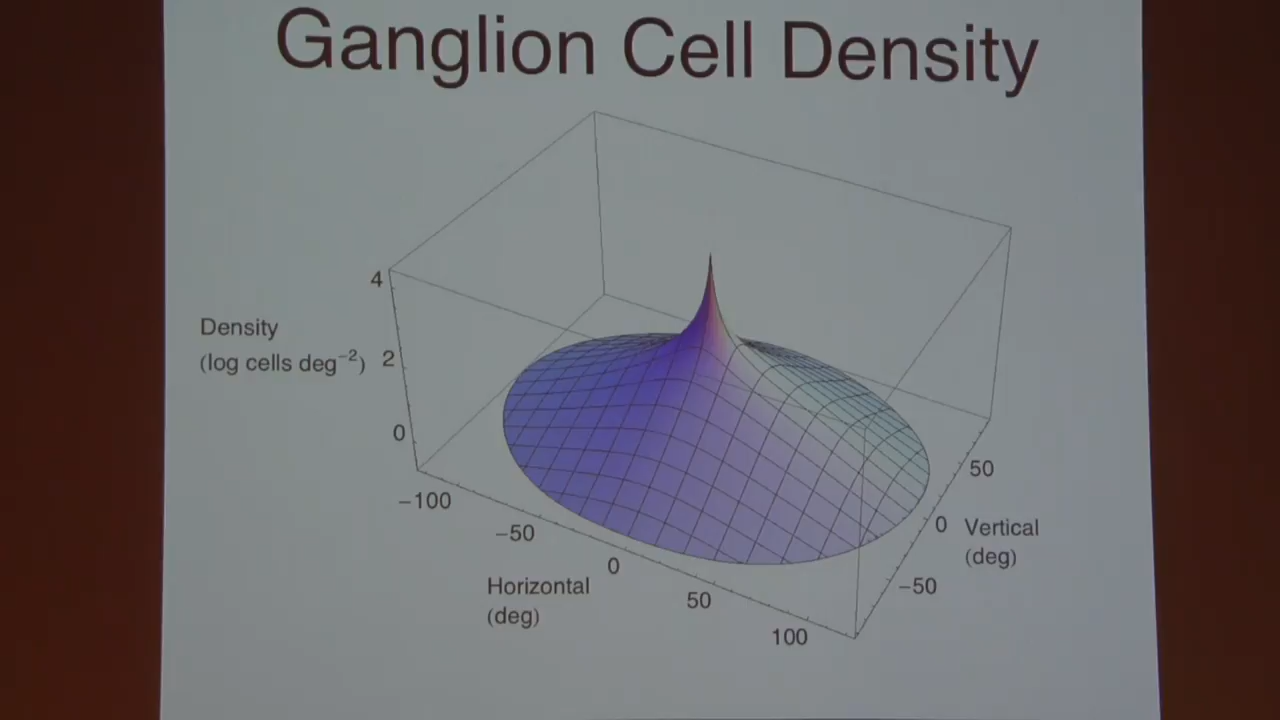 Ganglion Cell Density
4
Density
(log cells deg⁻²)
2
0
−100
−50
0
50
100
Horizontal
(deg)
50
0
−50
Vertical
(deg)